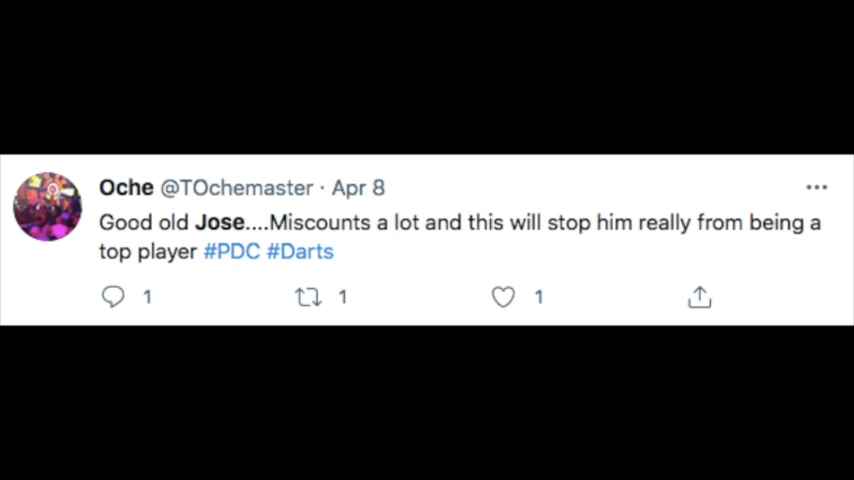 Oche @TOchemaster · Apr 8
Good old Jose....Miscounts a lot and this will stop him really from being a
top player #PDC #Darts
1 1 1